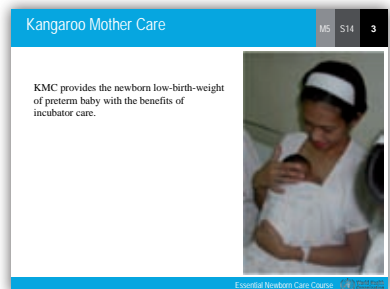 Kangaroo Mother Care
M5 S14 3
KMC provides the newborn low-birth-weight
of preterm baby with the benefits of
incubator care.
Essential Newborn Care Course